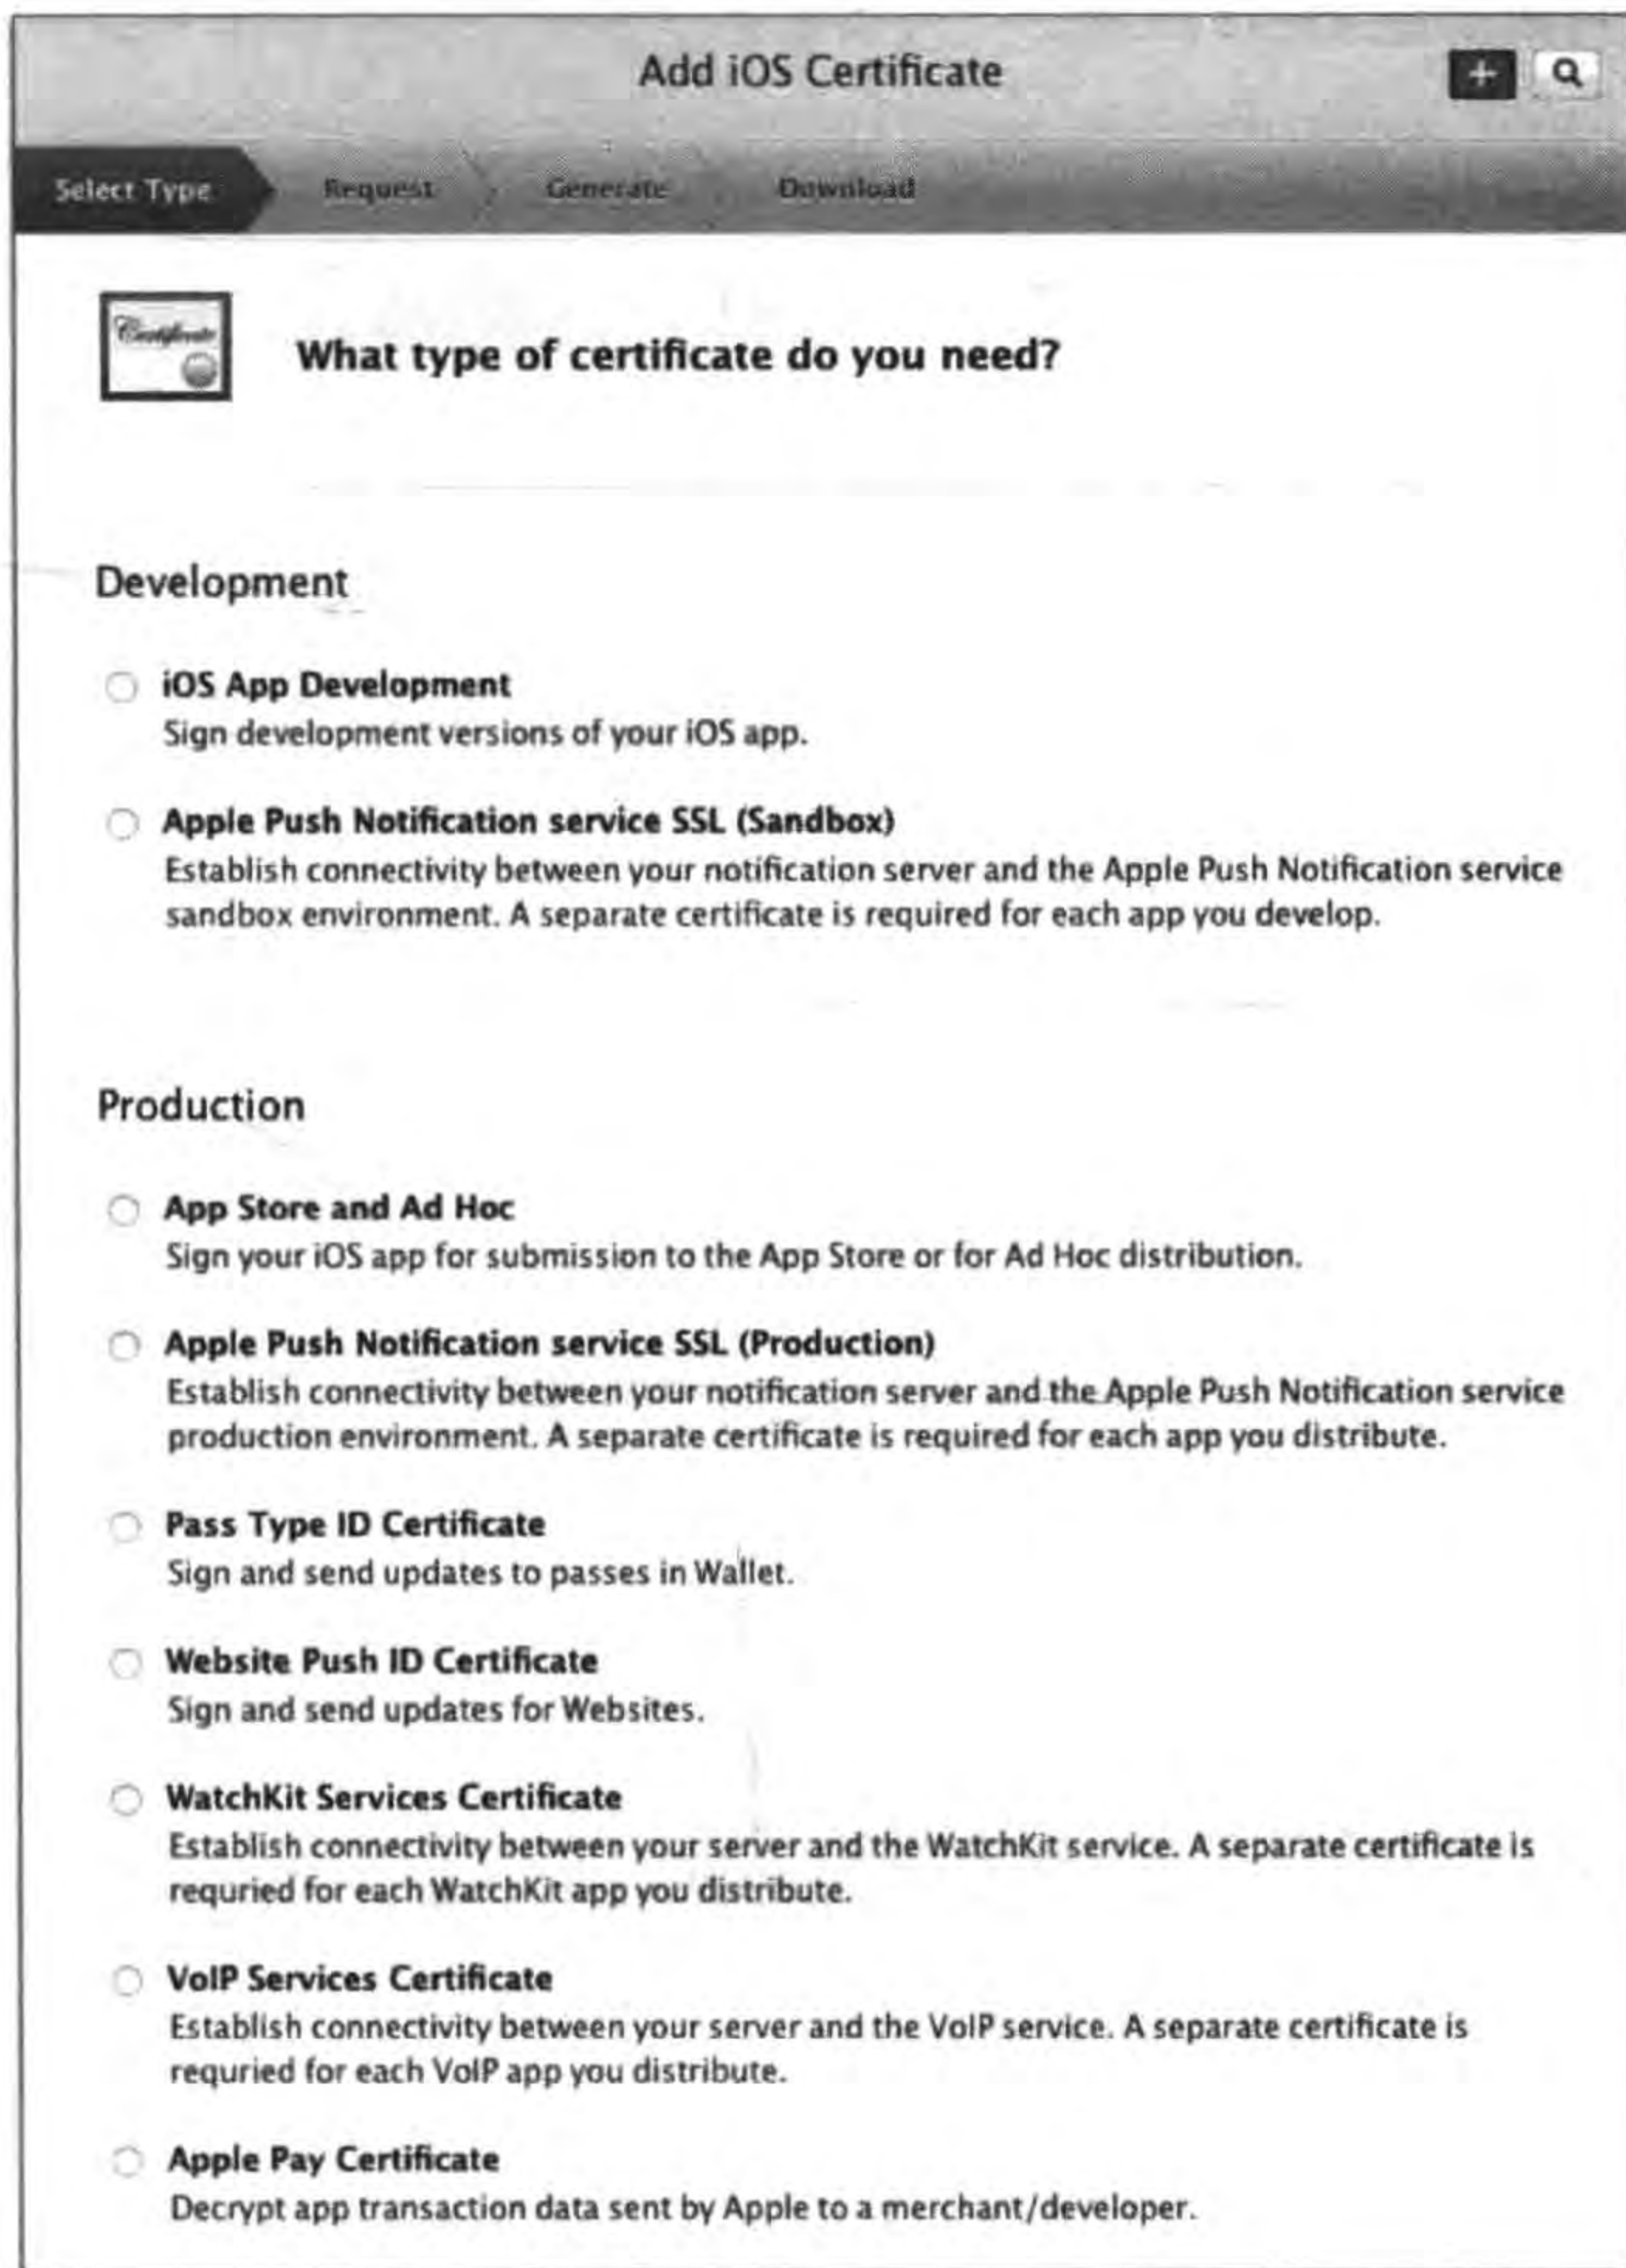 Add iOS Certificate
+
Select Type
Request
Generate
Download
Certificate
What type of certificate do you need?
Development
iOS App Development
Sign development versions of your iOS app.
Apple Push Notification service SSL (Sandbox)
Establish connectivity between your notification server and the Apple Push Notification service
sandbox environment. A separate certificate is required for each app you develop.
Production
App Store and Ad Hoc
Sign your iOS app for submission to the App Store or for Ad Hoc distribution.
Apple Push Notification service SSL (Production)
Establish connectivity between your notification server and the Apple Push Notification service
production environment. A separate certificate is required for each app you distribute.
Pass Type ID Certificate
Sign and send updates to passes in Wallet.
Website Push ID Certificate
Sign and send updates for Websites.
WatchKit Services Certificate
Establish connectivity between your server and the WatchKit service. A separate certificate is
requried for each WatchKit app you distribute.
VoIP Services Certificate
Establish connectivity between your server and the VoIP service. A separate certificate is
requried for each VoIP app you distribute.
Apple Pay Certificate
Decrypt app transaction data sent by Apple to a merchant/developer.